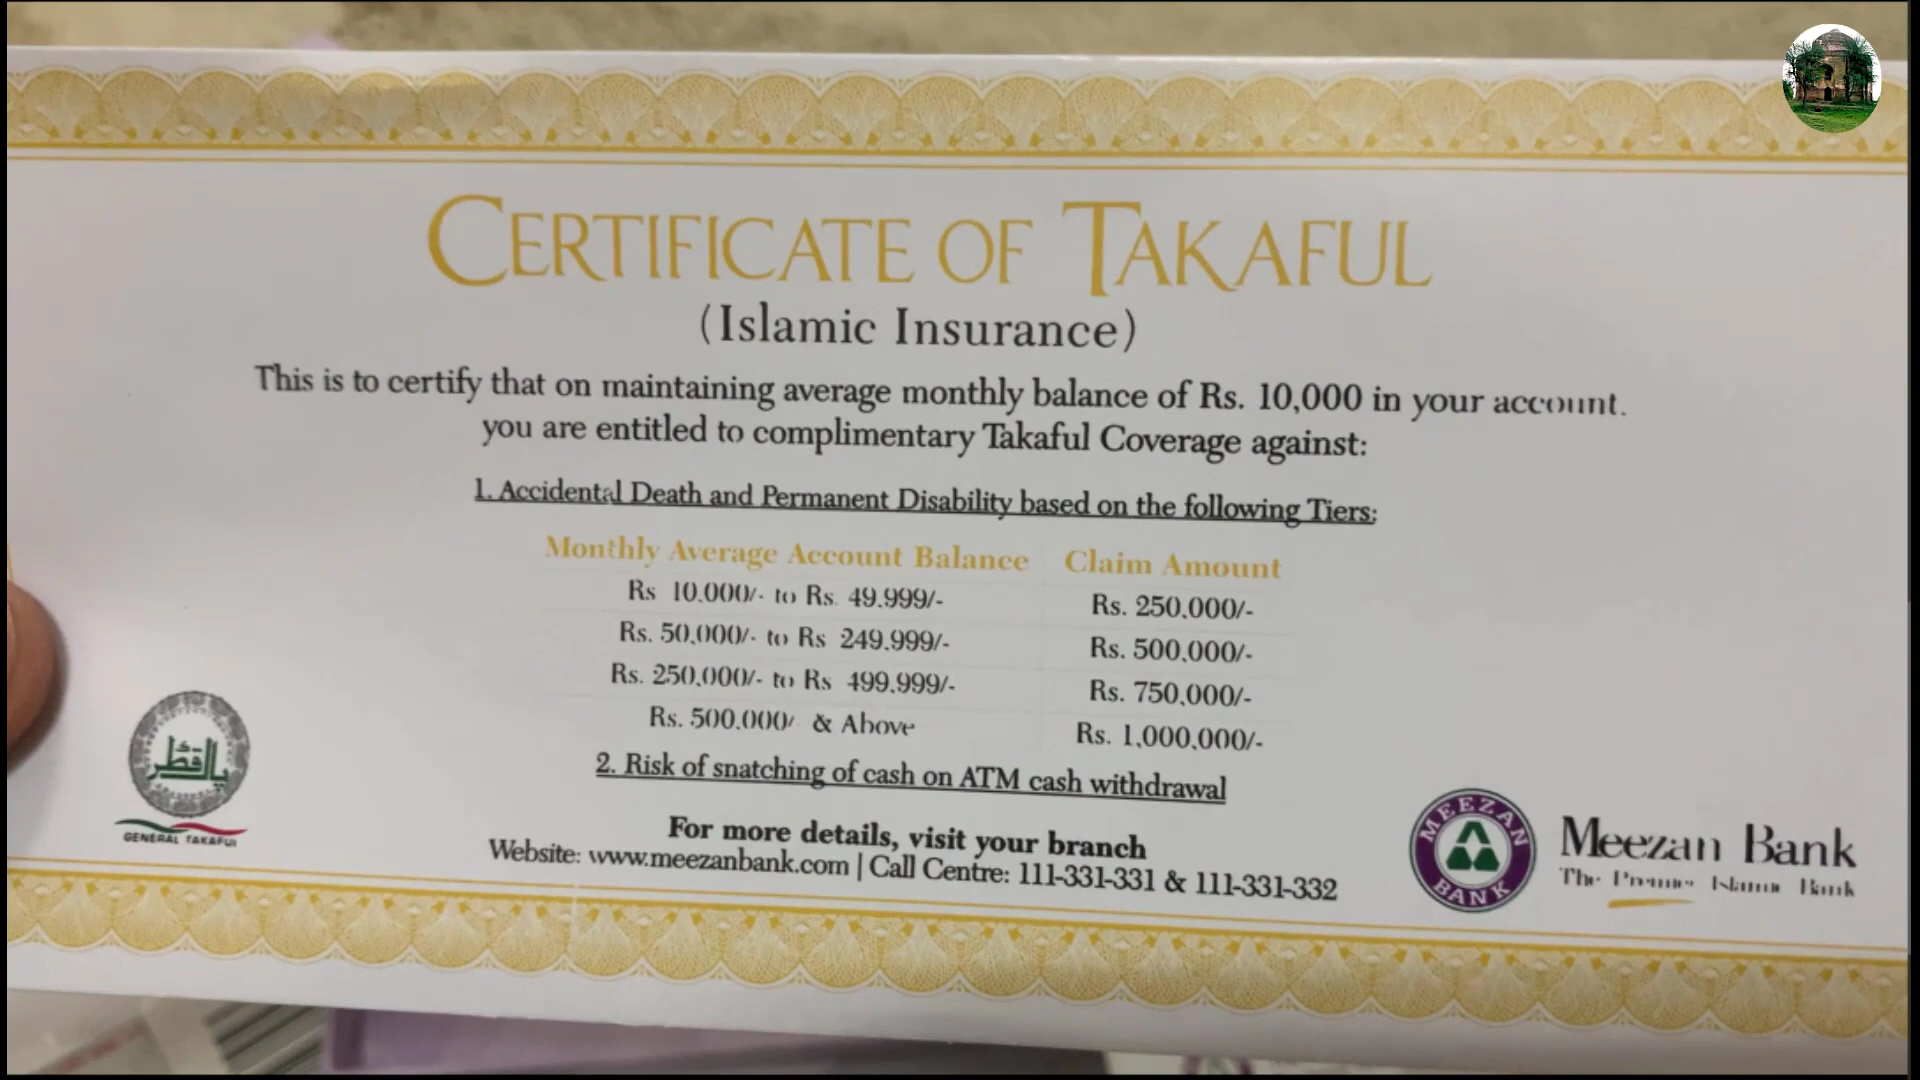 CERTIFICATE OF TAKAFUL
(Islamic Insurance)
This is to certify that on maintaining average monthly balance of Rs. 10,000 in your account.
you are entitled to complimentary Takaful Coverage against:
1. Accidental Death and Permanent Disability based on the following Tiers:
Monthly Average Account Balance Claim Amount
Rs 10.000/- to Rs. 49.999/- Rs. 250,000/-
Rs. 50,000/- to Rs 249.999/- Rs. 500,000/-
Rs. 250,000/- to Rs 499.999/- Rs. 750,000/-
Rs. 500.000/ & Above Rs. 1,000,000/-
2. Risk of snatching of cash on ATM cash withdrawal
For more details, visit your branch
Website: www.meezanbank.com | Call Centre: 111-331-331 & 111-331-332
پاک قطر
GENERAL TAKAFUL
MEEZAN BANK
Meezan Bank
The Premier Islamic Bank